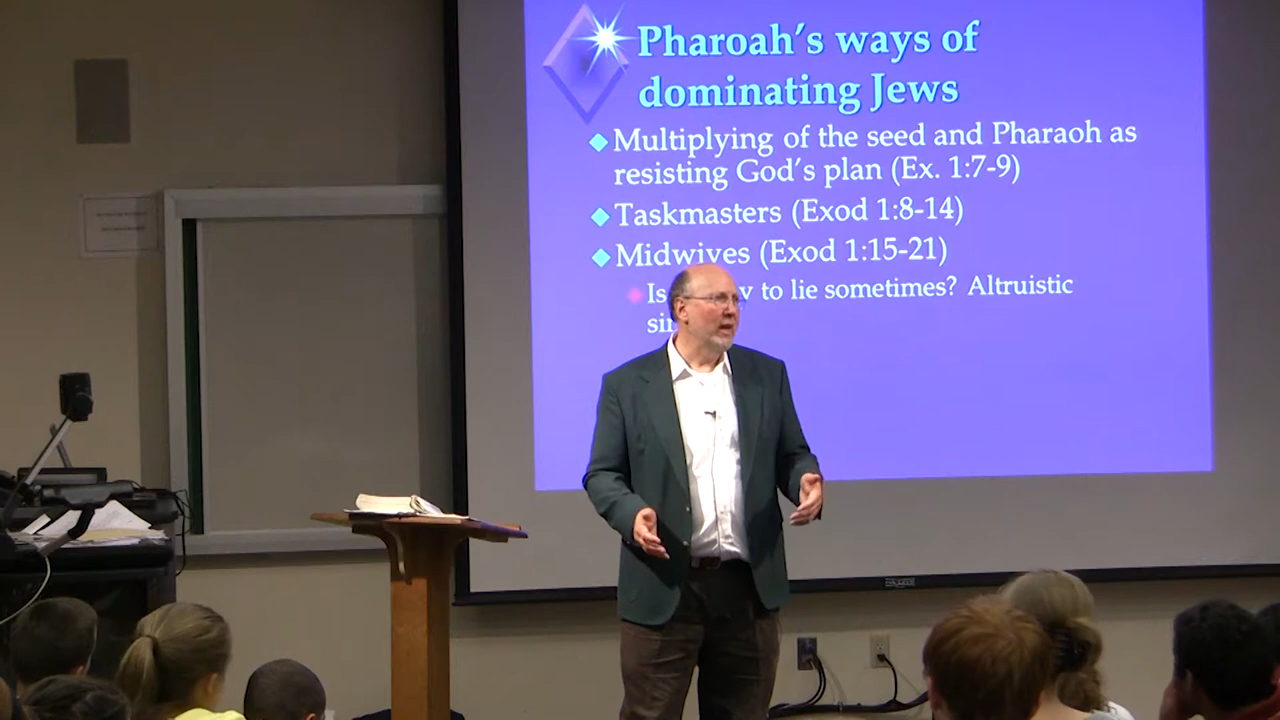 Pharoah's ways of
dominating Jews
Multiplying of the seed and Pharaoh as
resisting God's plan (Ex. 1:7-9)
Taskmasters (Exod 1:8-14)
Midwives (Exod 1:15-21)
Is to lie sometimes? Altruistic